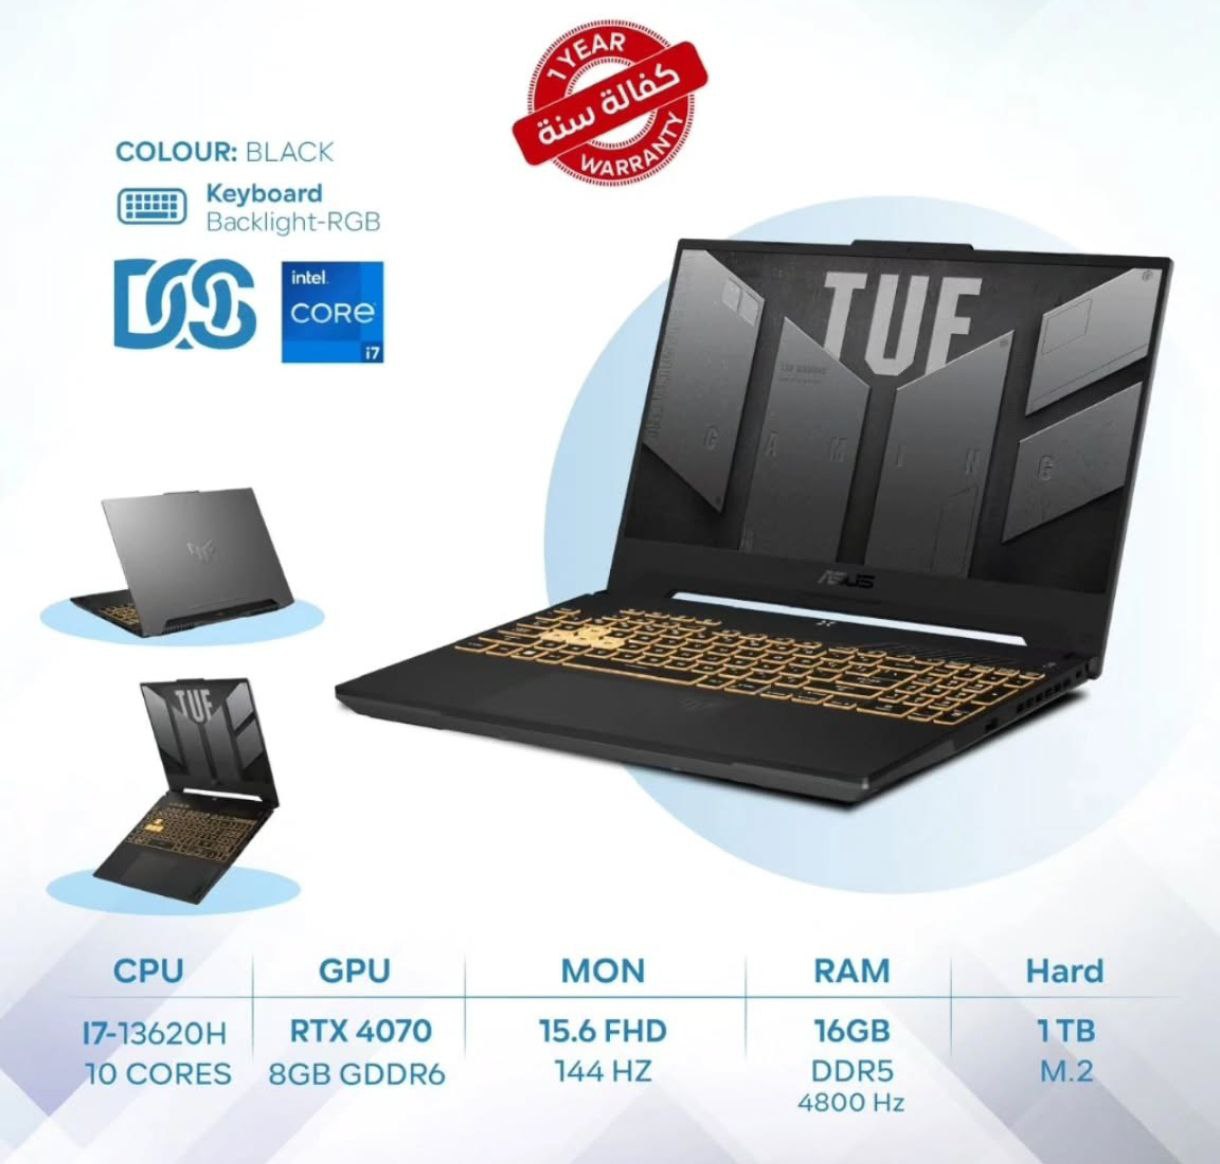 1 YEAR
كفالة سنة
WARRANTY
COLOUR: BLACK
Keyboard
Backlight-RGB
intel.
CORE
i7
TUF
G A M I N G
ASUS
TUF
CPU GPU MON RAM Hard
I7-13620H RTX 4070 15.6 FHD 16GB 1 TB
10 CORES 8GB GDDR6 144 HZ DDR5 M.2
4800 Hz